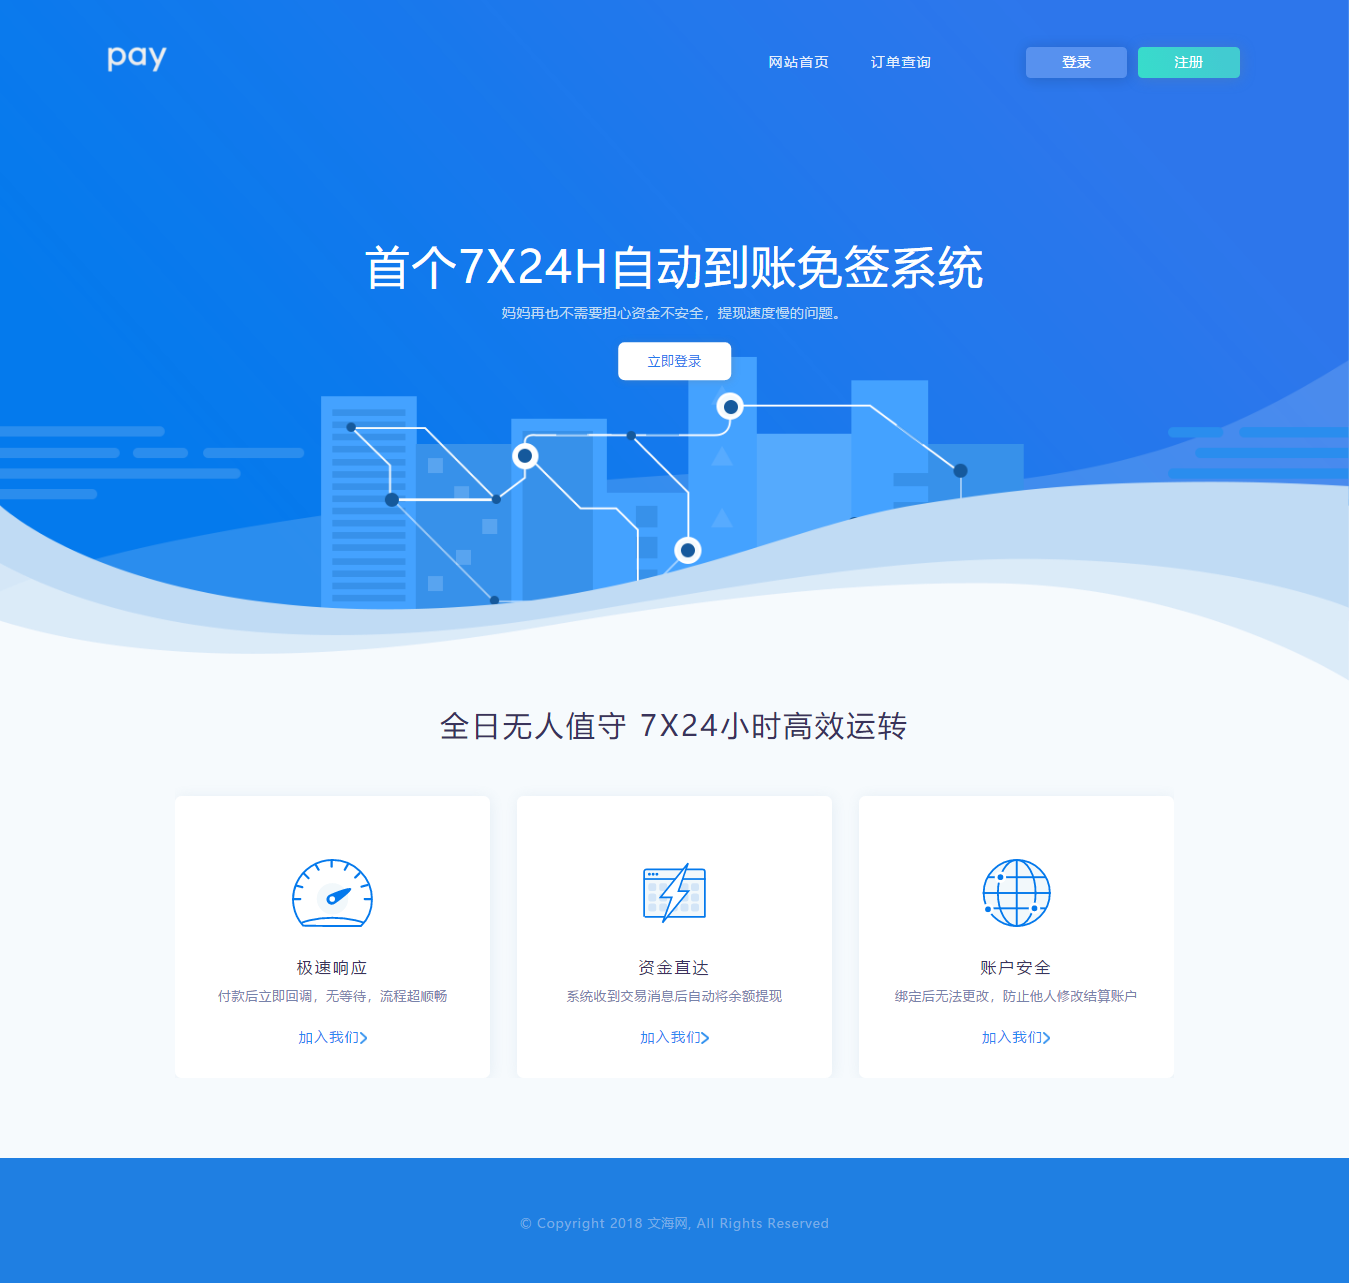 pay
网站首页 订单查询 登录 注册
首个7X24H自动到账免签系统
妈妈再也不需要担心资金不安全，提现速度慢的问题。
立即登录
全日无人值守 7X24小时高效运转
极速响应
付款后立即回调，无等待，流程超顺畅
加入我们
资金直达
系统收到交易消息后自动将余额提现
加入我们
账户安全
绑定后无法更改，防止他人修改结算账户
加入我们
© Copyright 2018 文海网, All Rights Reserved